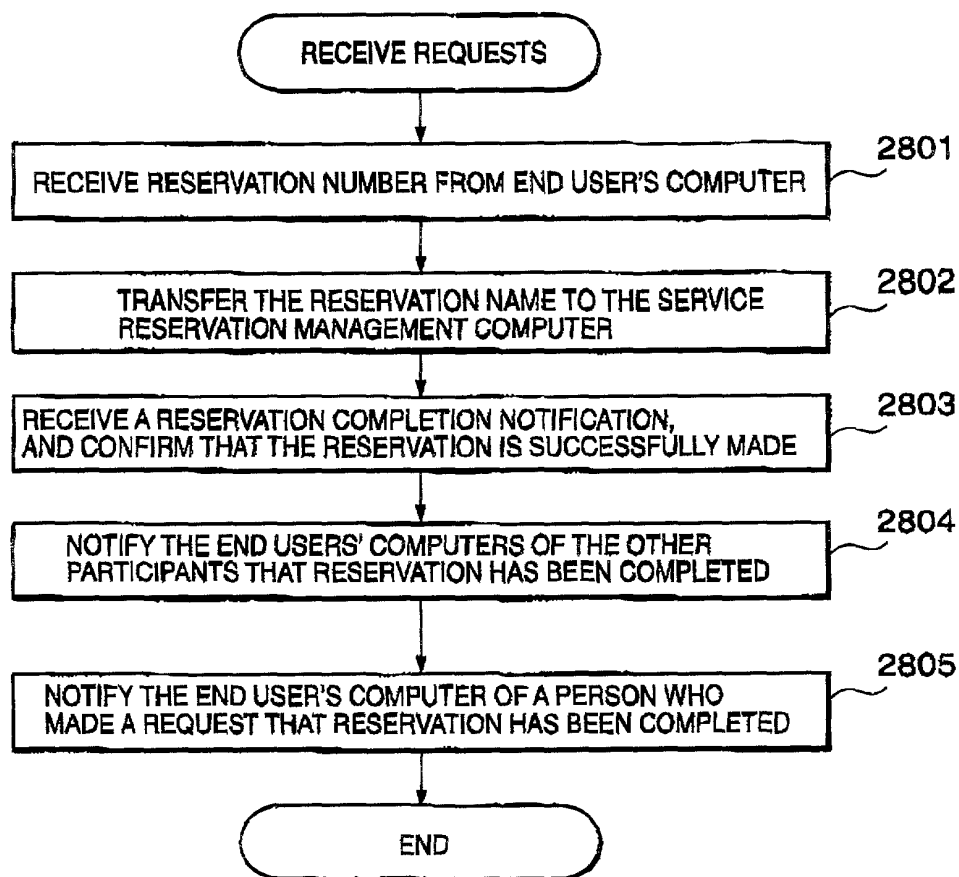 RECEIVE REQUESTS
2801
RECEIVE RESERVATION NUMBER FROM END USER'S COMPUTER
2802
TRANSFER THE RESERVATION NAME TO THE SERVICE
RESERVATION MANAGEMENT COMPUTER
2803
RECEIVE A RESERVATION COMPLETION NOTIFICATION,
AND CONFIRM THAT THE RESERVATION IS SUCCESSFULLY MADE
2804
NOTIFY THE END USERS' COMPUTERS OF THE OTHER
PARTICIPANTS THAT RESERVATION HAS BEEN COMPLETED
2805
NOTIFY THE END USER'S COMPUTER OF A PERSON WHO
MADE A REQUEST THAT RESERVATION HAS BEEN COMPLETED
END